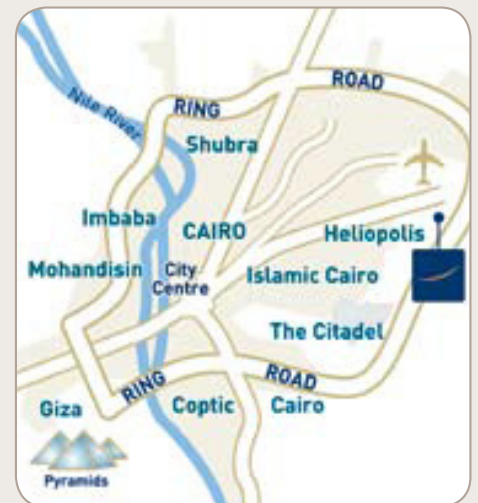 ROAD
RING
Nile River
Shubra
Imbaba
CAIRO
Heliopolis
Mohandisin
City
Centre
Islamic Cairo
The Citadel
RING
ROAD
Giza
Coptic
Cairo
Pyramids